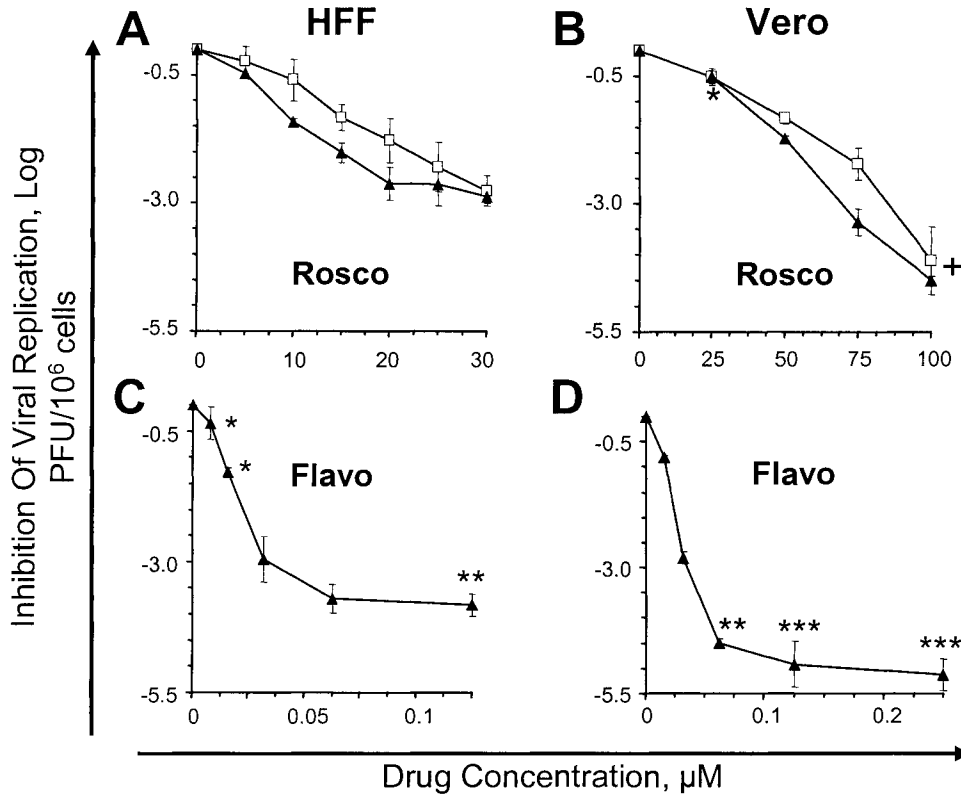 A HFF
B Vero
-0.5
-3.0
-5.5
Rosco
0 10 20 30
-0.5
*
-3.0
+
-5.5
Rosco
0 25 50 75 100
C
-0.5
*
*
Flavo
-3.0
**
-5.5
0 0.05 0.1
D
-0.5
Flavo
-3.0
** *** ***
-5.5
0 0.1 0.2
Inhibition Of Viral Replication, Log
PFU/10⁶ cells
Drug Concentration, µM